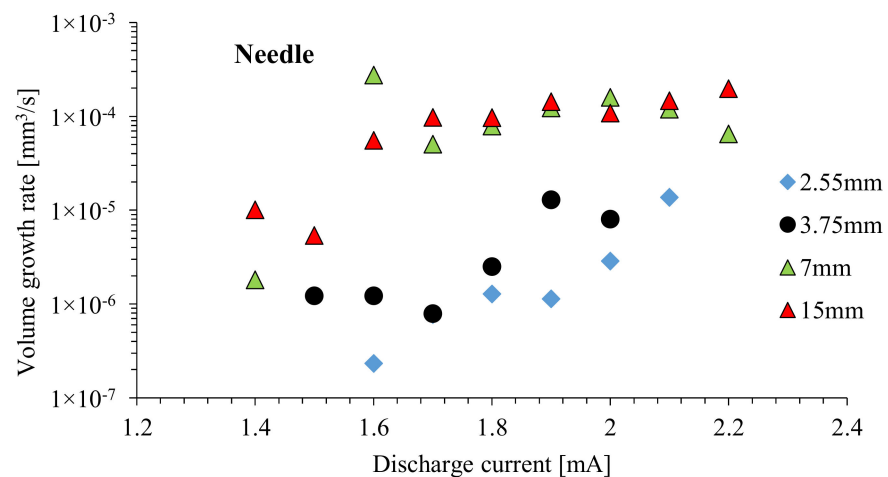 Needle
Volume growth rate [mm³/s]
1×10⁻³
1×10⁻⁴
1×10⁻⁵
1×10⁻⁶
1×10⁻⁷
1.2 1.4 1.6 1.8 2 2.2 2.4
Discharge current [mA]
2.55mm
3.75mm
7mm
15mm